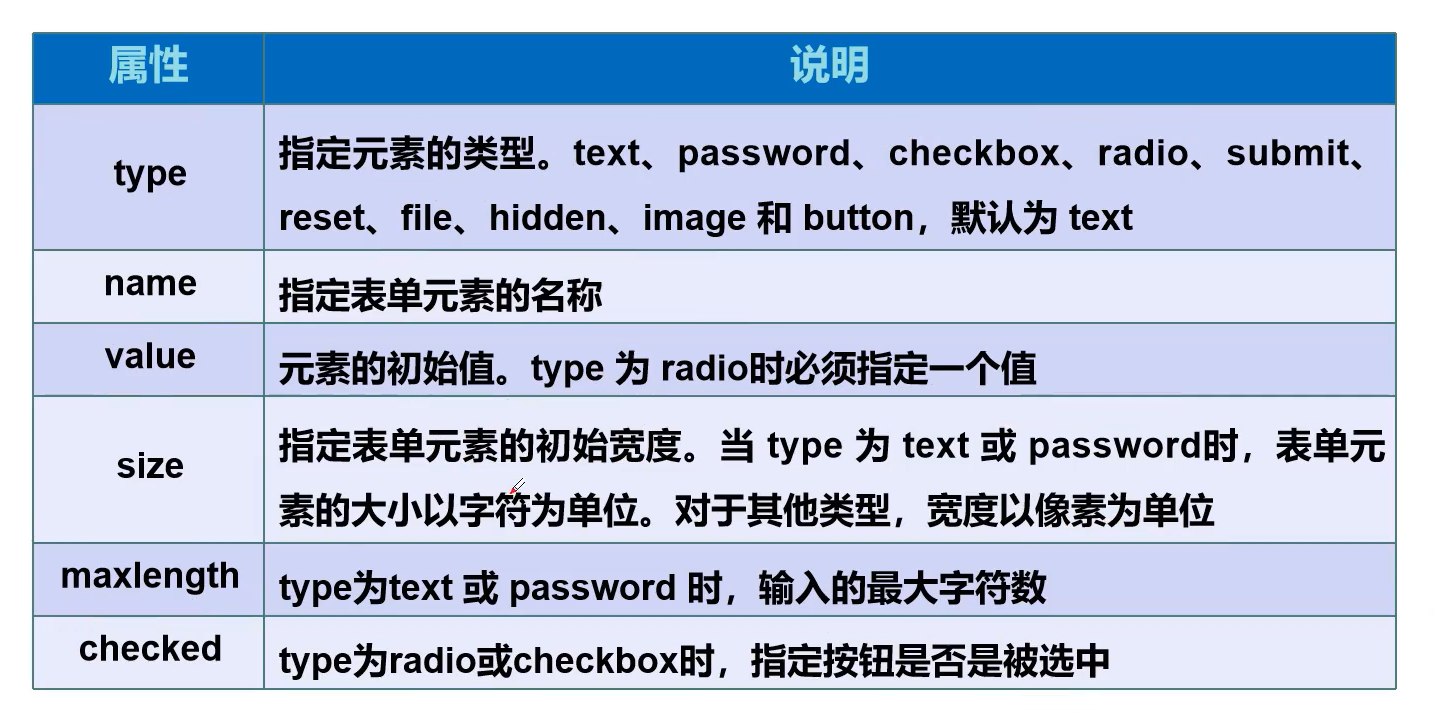 属性
说明
type
指定元素的类型。text、password、checkbox、radio、submit、
reset、file、hidden、image 和 button，默认为 text
name
指定表单元素的名称
value
元素的初始值。type 为 radio时必须指定一个值
size
指定表单元素的初始宽度。当 type 为 text 或 password时，表单元
素的大小以字符为单位。对于其他类型，宽度以像素为单位
maxlength
type为text 或 password 时，输入的最大字符数
checked
type为radio或checkbox时，指定按钮是否是被选中